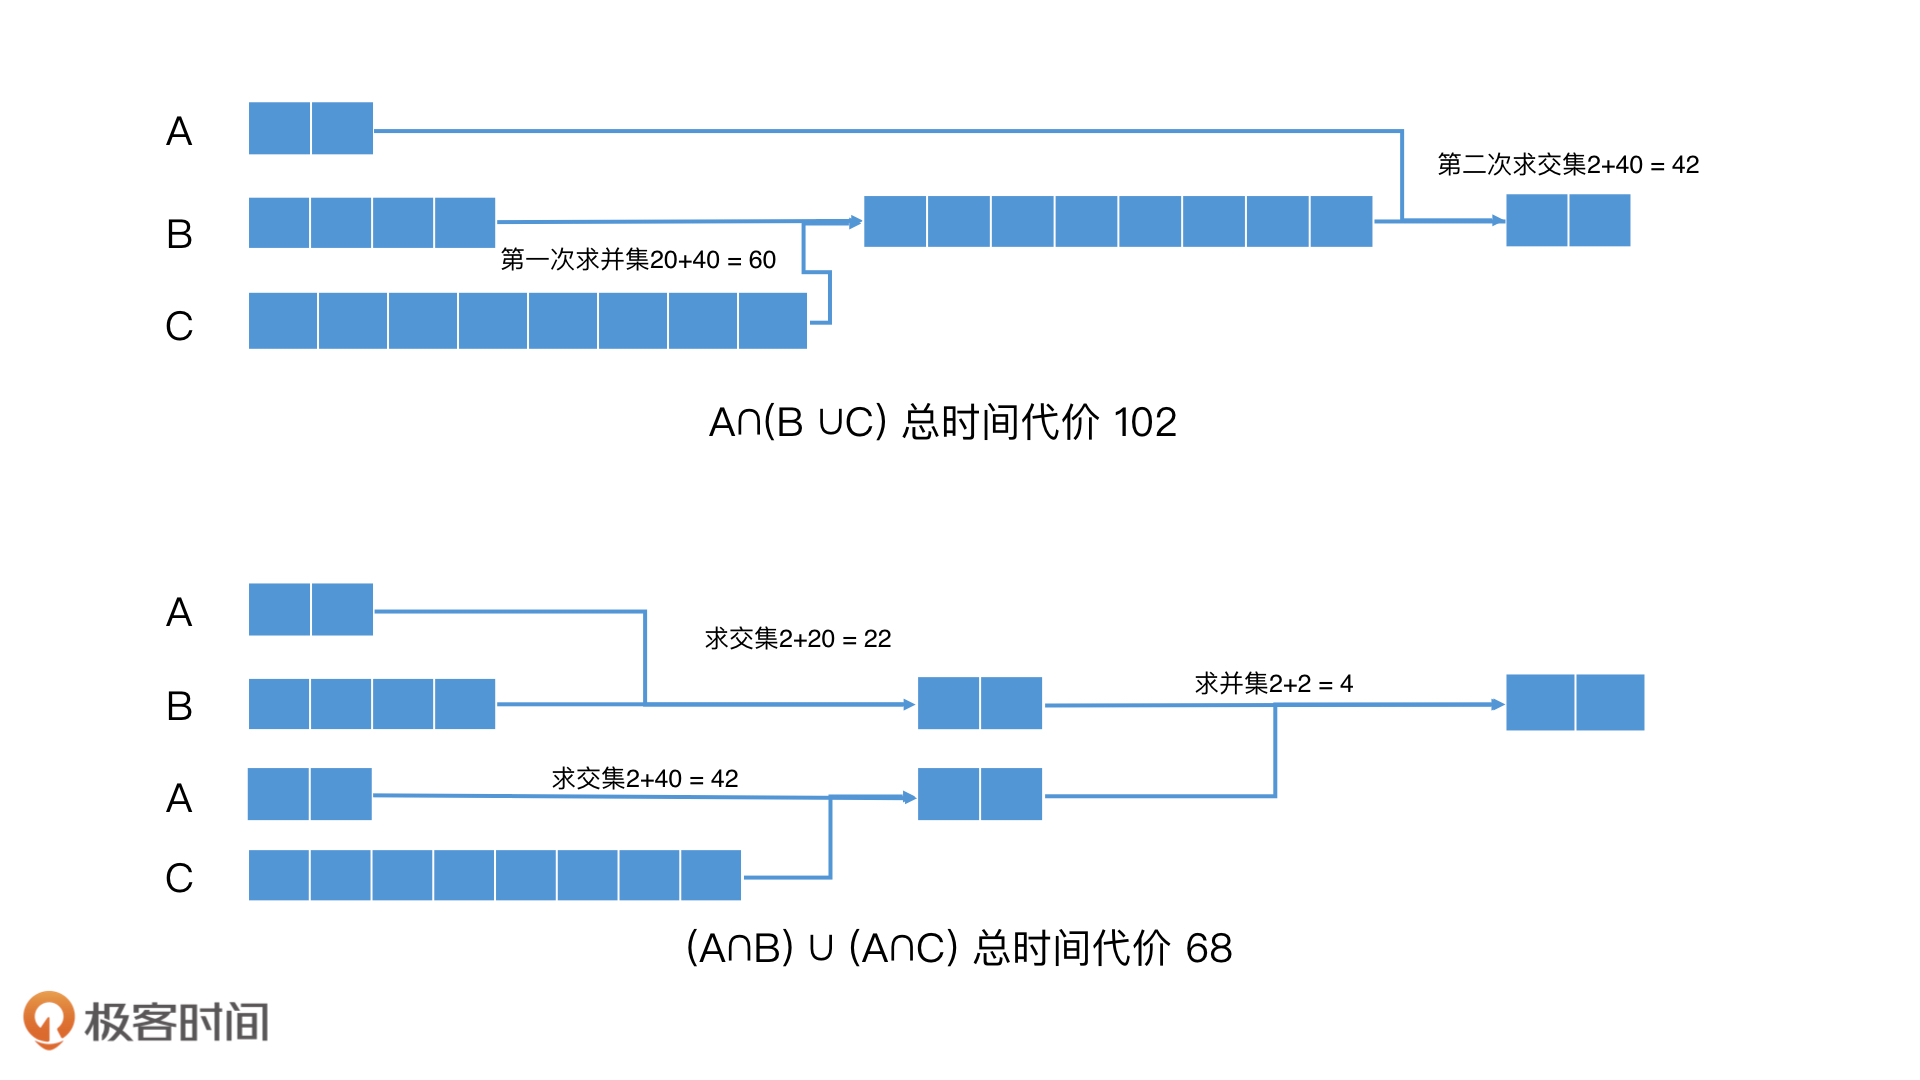 A
第二次求交集2+40 = 42
B
第一次求并集20+40 = 60
C
A∩(B ∪C) 总时间代价 102
A
求交集2+20 = 22
B
求并集2+2 = 4
A
求交集2+40 = 42
C
(A∩B) ∪ (A∩C) 总时间代价 68
极客时间